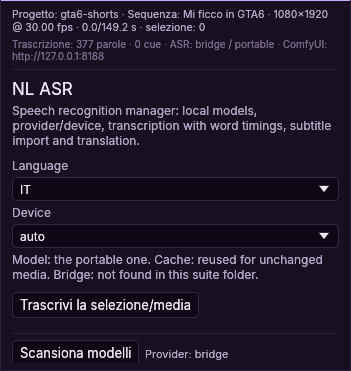 Progetto: gta6-shorts · Sequenza: Mi ficco in GTA6 · 1080×1920
@ 30.00 fps · 0.0/149.2 s · selezione: 0
Trascrizione: 377 parole · 0 cue · ASR: bridge / portable · ComfyUI:
http://127.0.0.1:8188
NL ASR
Speech recognition manager: local models,
provider/device, transcription with word timings, subtitle
import and translation.
Language
IT
Device
auto
Model: the portable one. Cache: reused for unchanged
media. Bridge: not found in this suite folder.
Trascrivi la selezione/media
Scansiona modelli
Provider: bridge